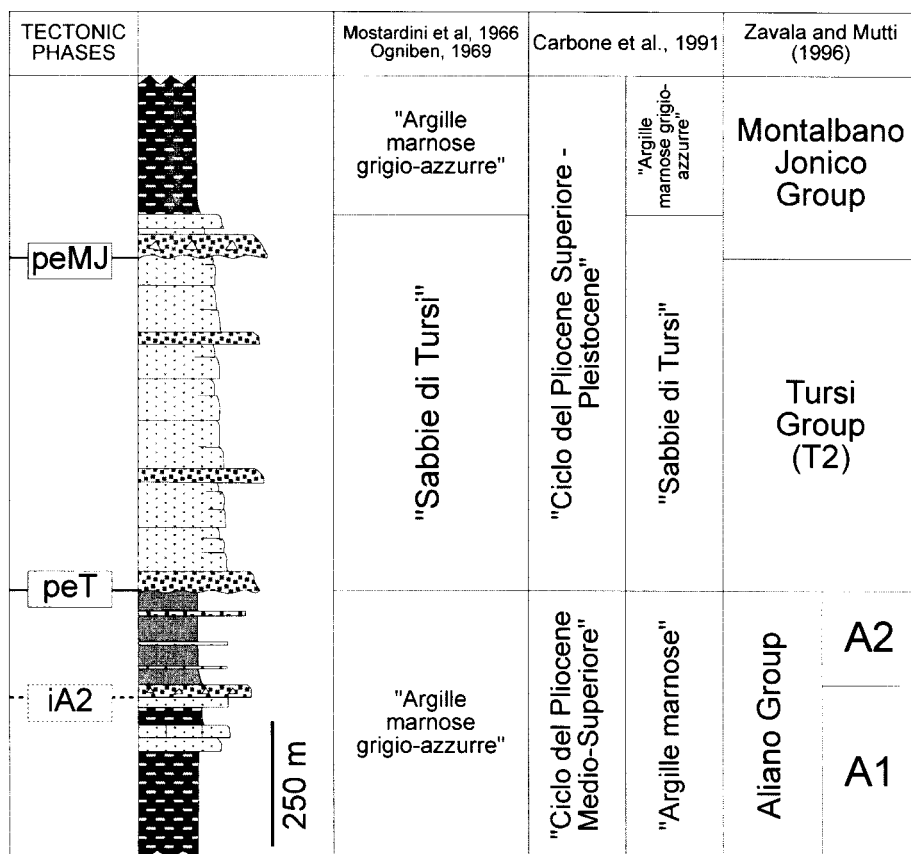 TECTONIC
PHASES
Mostardini et al, 1966
Ogniben, 1969
Carbone et al., 1991
Zavala and Mutti
(1996)
peMJ
peT
iA2
250 m
"Argille
marnose
grigio-azzurre"
"Sabbie di Tursi"
"Argille
marnose
grigio-azzurre"
"Ciclo del Pliocene Superiore -
Pleistocene"
"Ciclo del Pliocene
Medio-Superiore"
"Argille
marnose grigio-
azzurre"
"Sabbie di Tursi"
"Argille marnose"
Montalbano
Jonico
Group
Tursi
Group
(T2)
Aliano Group
A2
A1